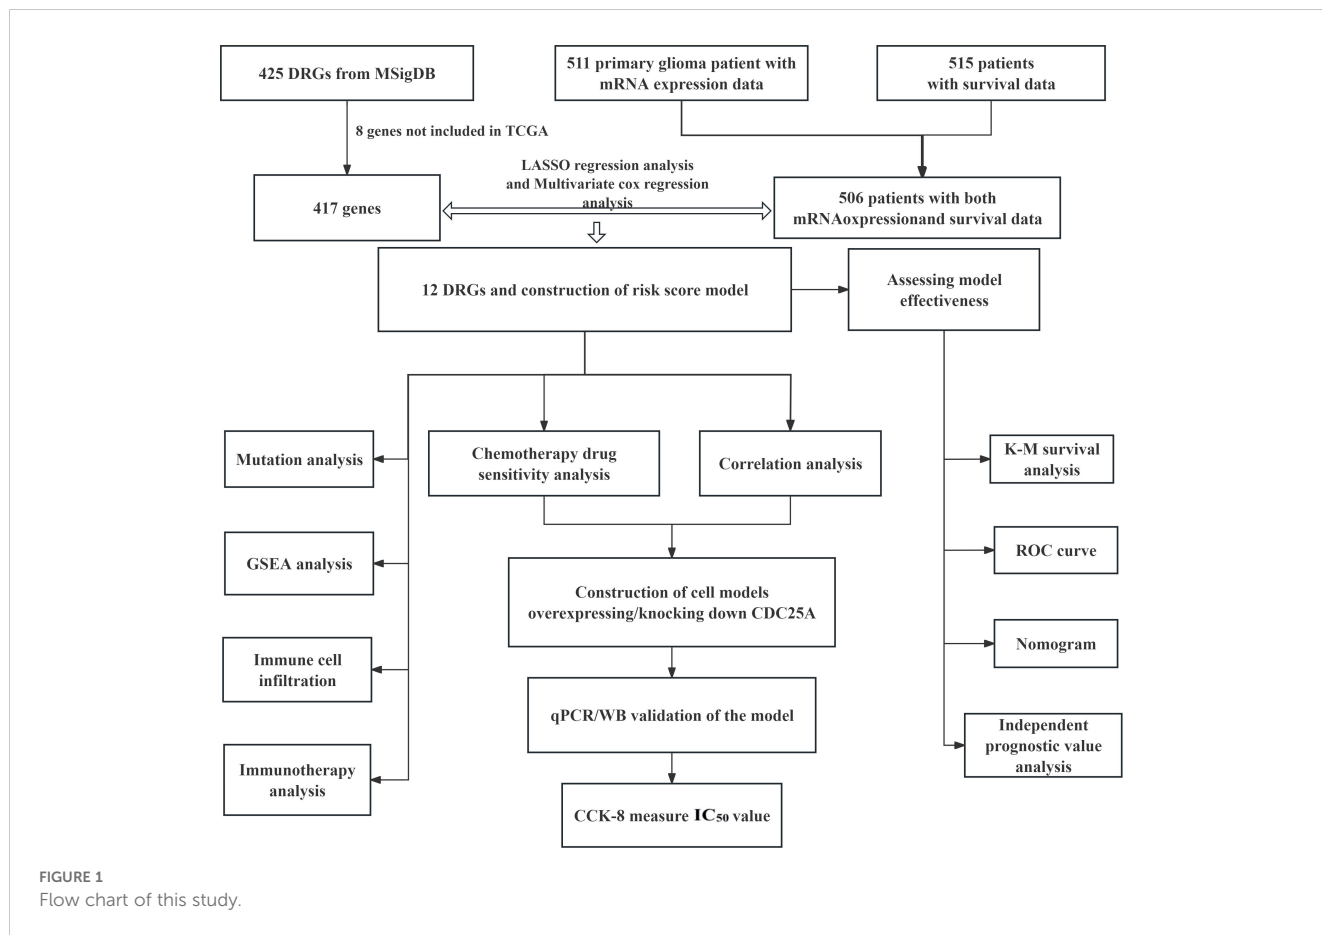 425 DRGs from MSigDB
511 primary glioma patient with
mRNA expression data
515 patients
with survival data
8 genes not included in TCGA
LASSO regression analysis
and Multivariate cox regression
analysis
417 genes
506 patients with both
mRNAoxpressionand survival data
12 DRGs and construction of risk score model
Assessing model
effectiveness
Mutation analysis
Chemotherapy drug
sensitivity analysis
Correlation analysis
K-M survival
analysis
GSEA analysis
ROC curve
Construction of cell models
overexpressing/knocking down CDC25A
Immune cell
infiltration
Nomogram
qPCR/WB validation of the model
Independent
prognostic value
analysis
Immunotherapy
analysis
CCK-8 measure IC₅₀ value
FIGURE 1
Flow chart of this study.